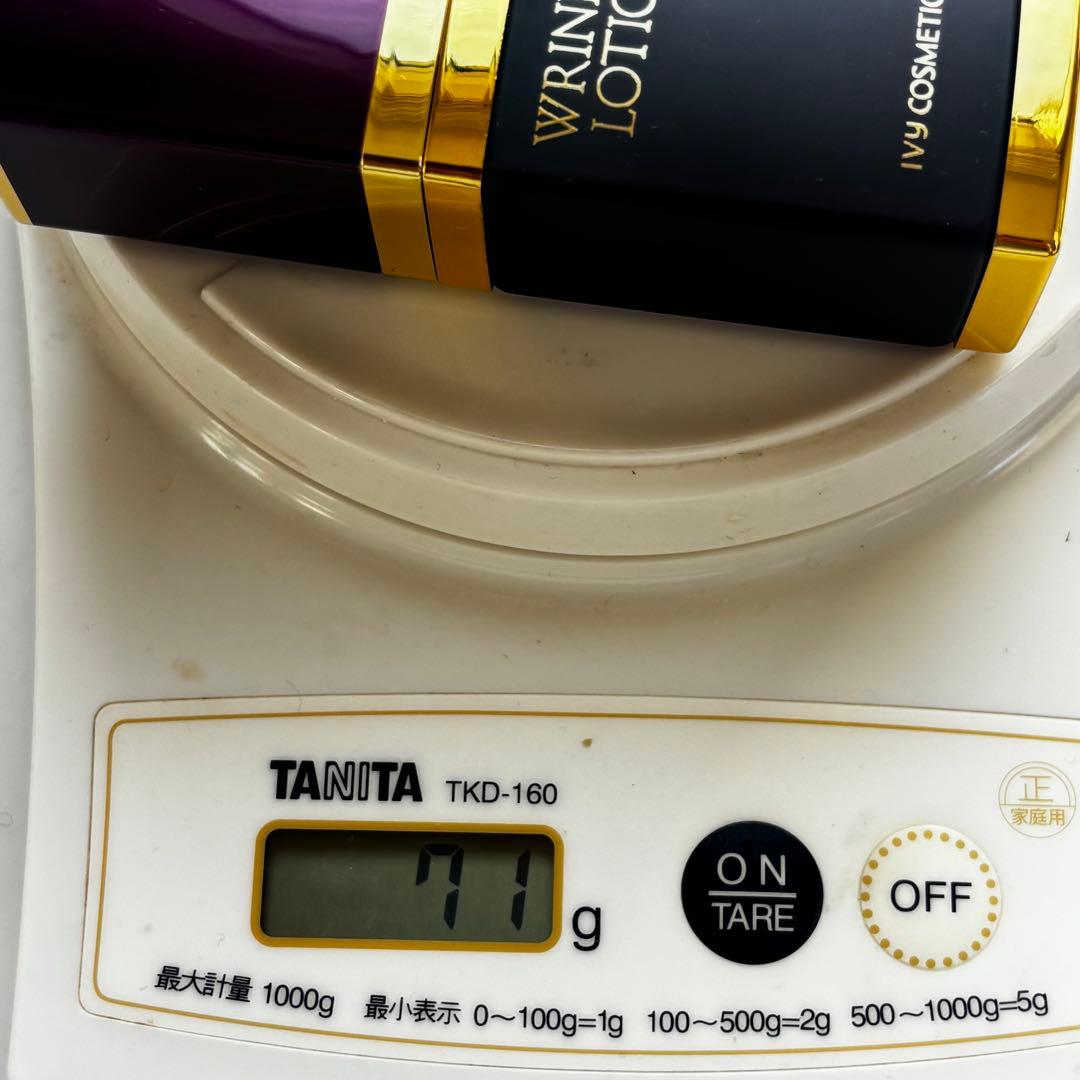 LOTIO
IVY COSMETIC
TANITA TKD-160
正
家庭用
71 g
ON
TARE
OFF
最大計量 1000g 最小表示 0～100g=1g 100～500g=2g 500～1000g=5g